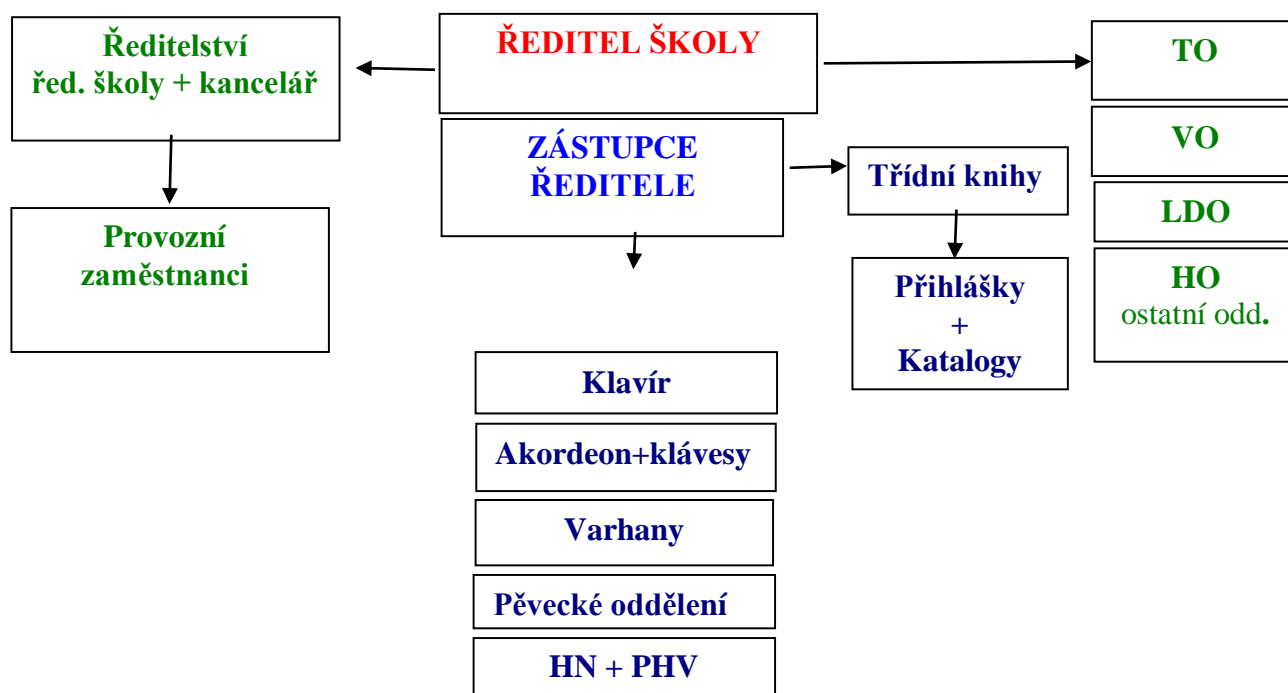 Ředitelství
řed. školy + kancelář
ŘEDITEL ŠKOLY
TO
ZÁSTUPCE
ŘEDITELE
Třídní knihy
VO
LDO
Provozní
zaměstnanci
Přihlášky
+
Katalogy
HO
ostatní odd.
Klavír
Akordeon+klávesy
Varhany
Pěvecké oddělení
HN + PHV